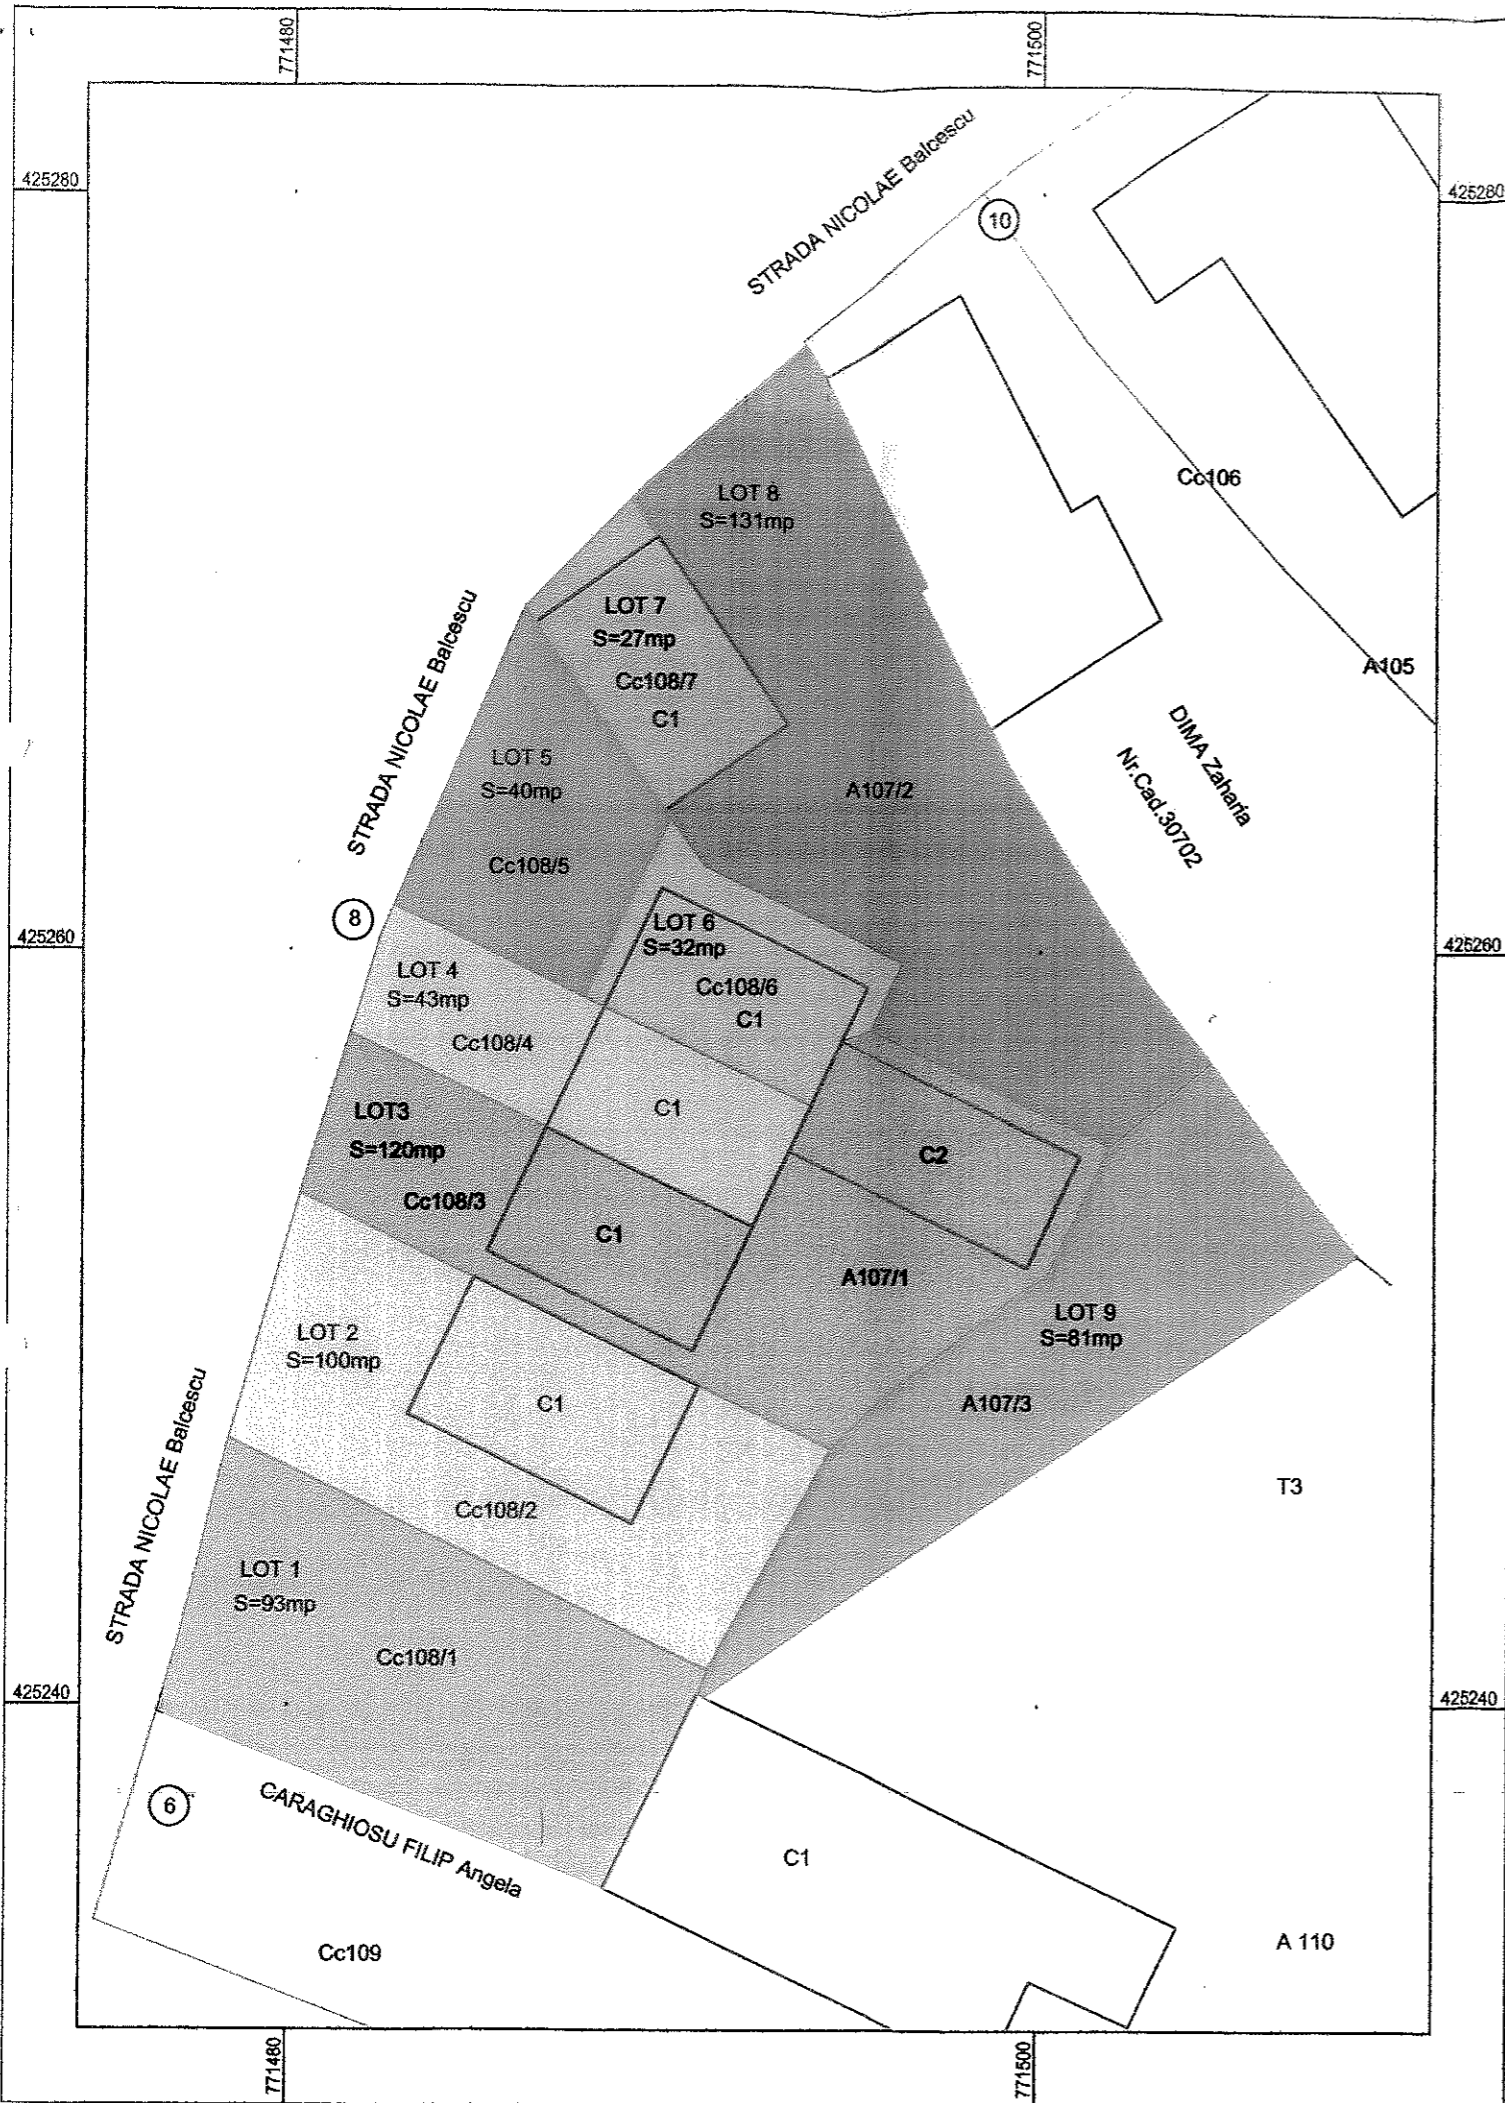 771480
771500
425280
425280
STRADA NICOLAE Balcescu
10
Cc106
LOT 8
S=131mp
STRADA NICOLAE Balcescu
LOT 7
S=27mp
Cc108/7
C1
A105
DIMA Zaharia
Nr.Cad.30702
LOT 5
S=40mp
A107/2
Cc108/5
8
425260
425260
LOT 6
S=32mp
Cc108/6
C1
LOT 4
S=43mp
Cc108/4
C1
LOT3
S=120mp
Cc108/3
C1
C2
A107/1
LOT 9
S=81mp
A107/3
LOT 2
S=100mp
C1
Cc108/2
T3
STRADA NICOLAE Balcescu
LOT 1
S=93mp
Cc108/1
425240
425240
6
CARAGHIOSU FILIP Angela
C1
Cc109
A 110
771480
771500